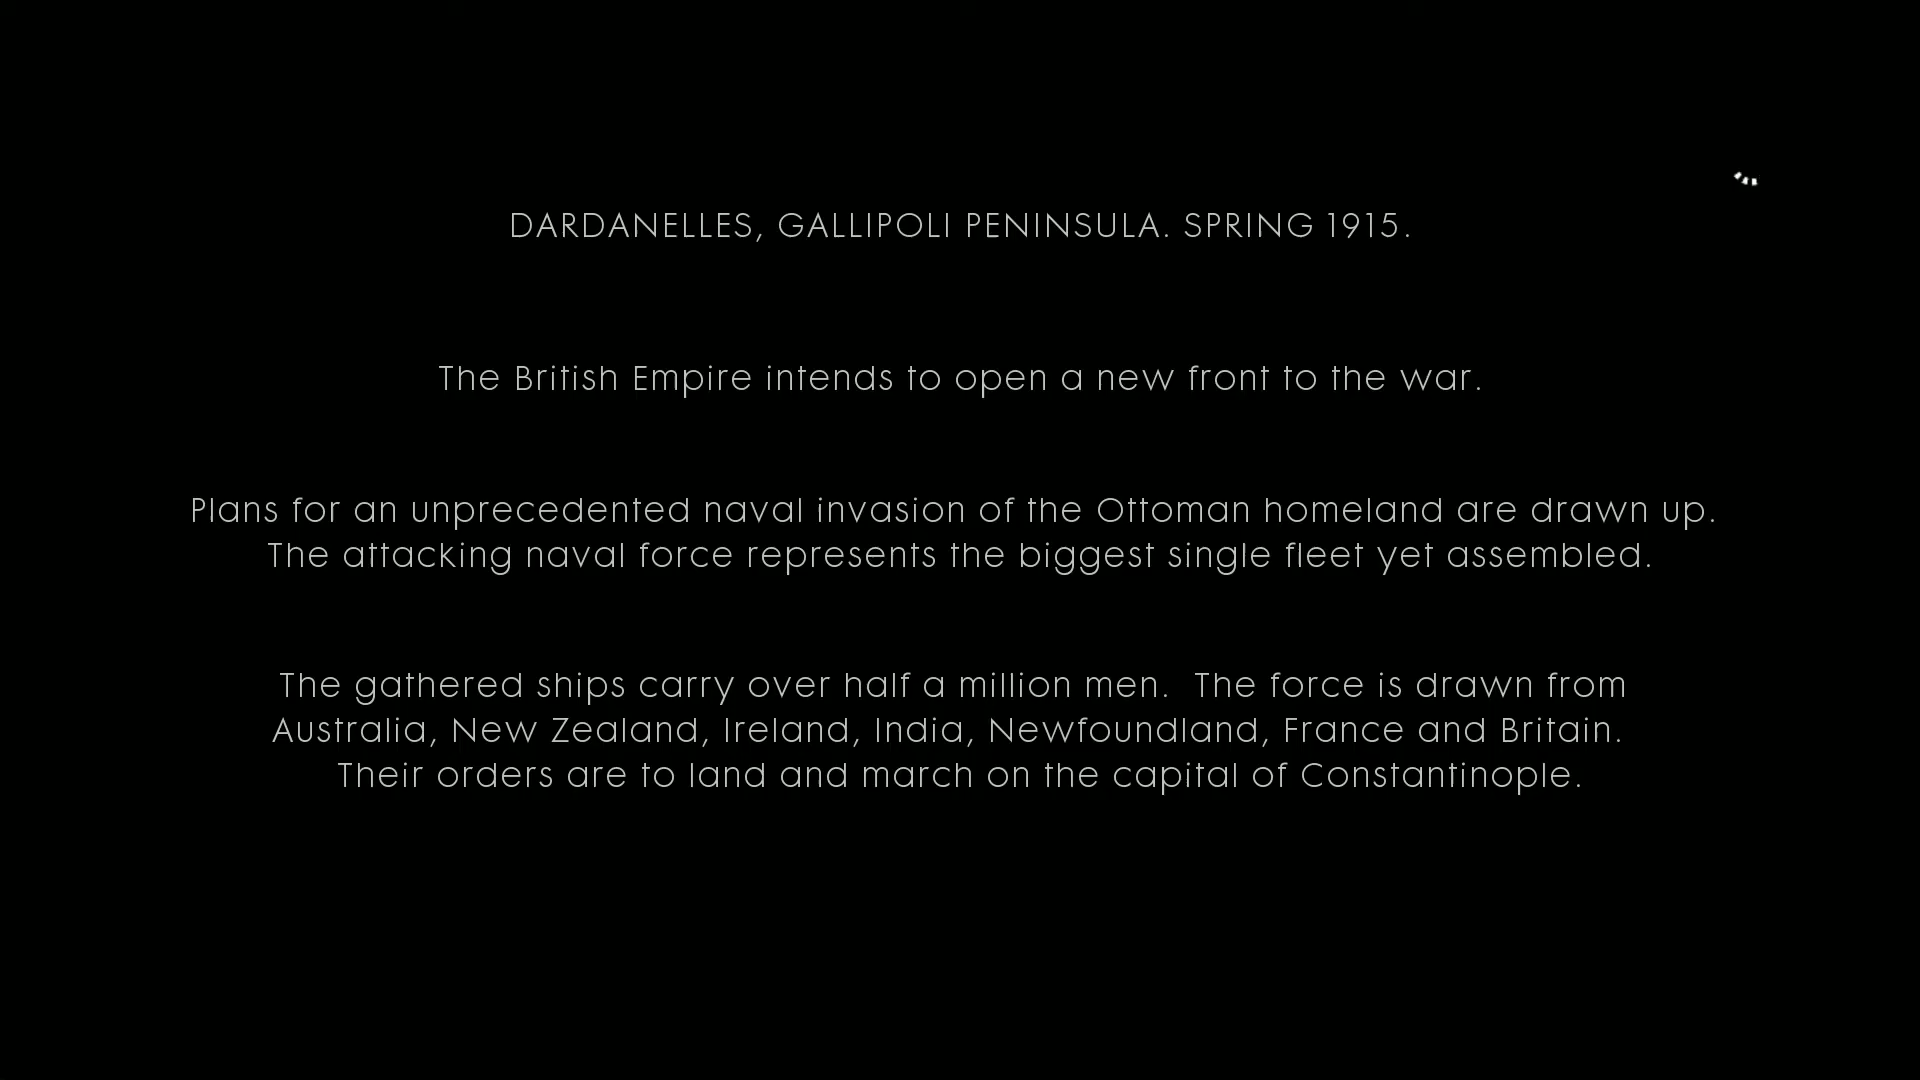 DARDANELLES, GALLIPOLI PENINSULA. SPRING 1915.
The British Empire intends to open a new front to the war.
Plans for an unprecedented naval invasion of the Ottoman homeland are drawn up.
The attacking naval force represents the biggest single fleet yet assembled.
The gathered ships carry over half a million men.  The force is drawn from
Australia, New Zealand, Ireland, India, Newfoundland, France and Britain.
Their orders are to land and march on the capital of Constantinople.